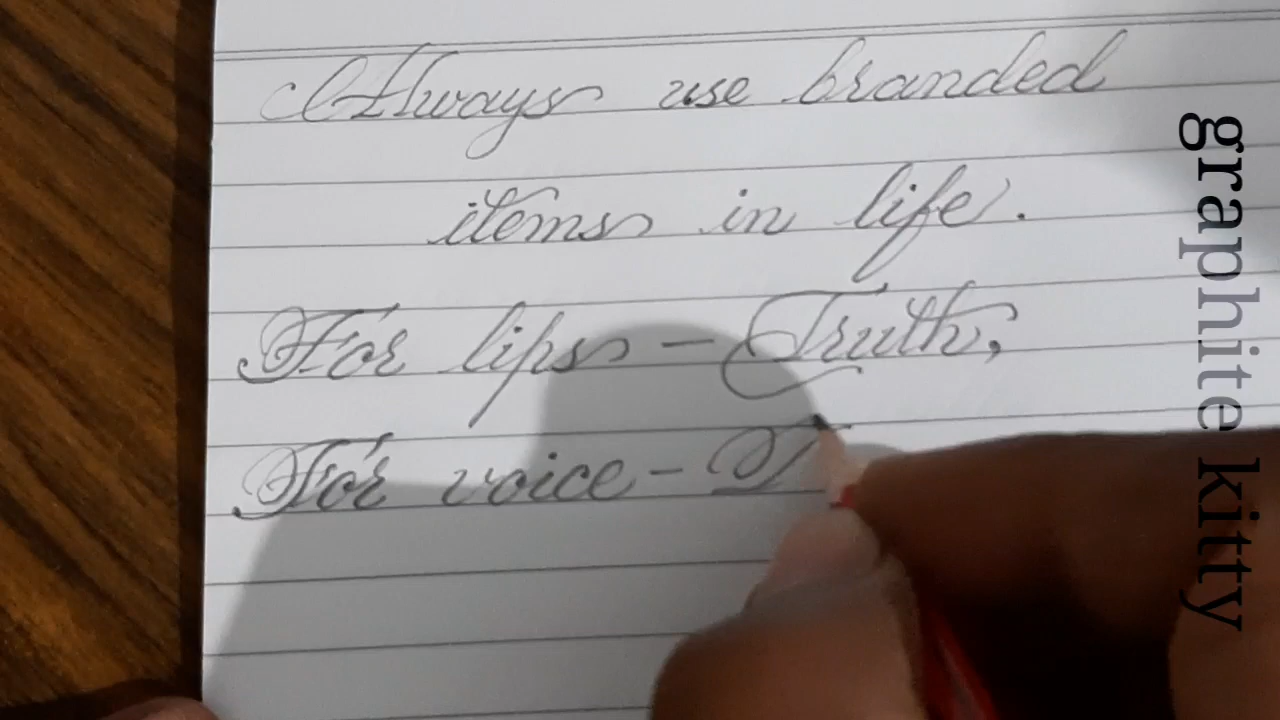 Always use branded
items in life.
For lips - Truth,
For voice -
graphite kitty